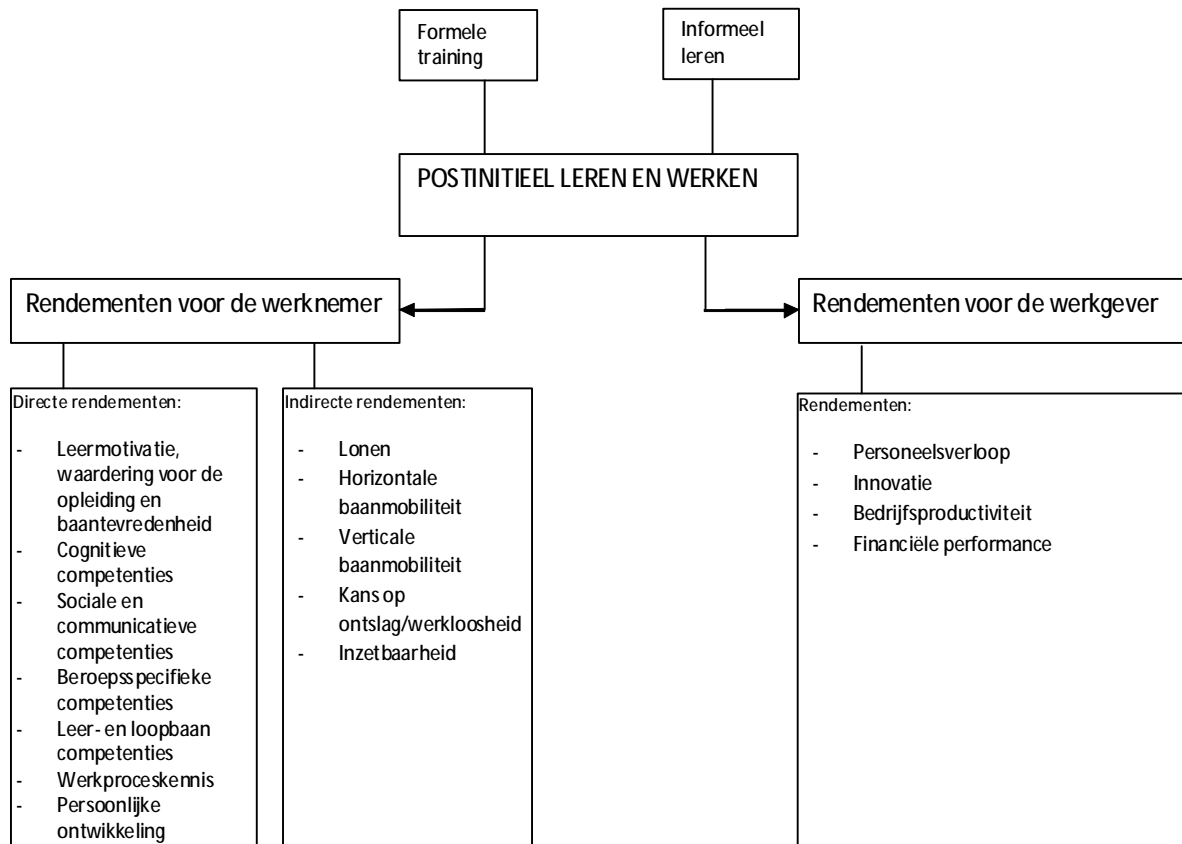 Formele
training
Informeel
leren
POSTINITIEEL LEREN EN WERKEN
Rendementen voor de werknemer
Rendementen voor de werkgever
Directe rendementen:
- Leermotivatie,
waardering voor de
opleiding en
baantevredenheid
- Cognitieve
competenties
- Sociale en
communicatieve
competenties
- Beroepsspecifieke
competenties
- Leer- en loopbaan
competenties
- Werkproceskennis
- Persoonlijke
ontwikkeling
Indirecte rendementen:
- Lonen
- Horizontale
baanmobiliteit
- Verticale
baanmobiliteit
- Kans op
ontslag/werkloosheid
- Inzetbaarheid
Rendementen:
- Personeelsverloop
- Innovatie
- Bedrijfsproductiviteit
- Financiële performance